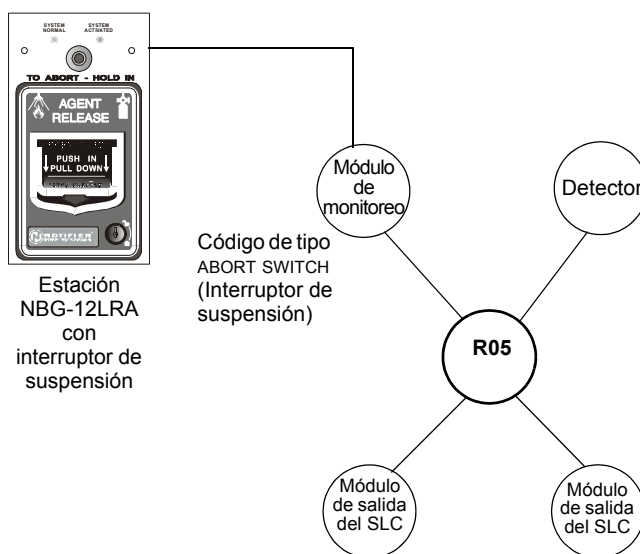 SYSTEM NORMAL
SYSTEM ACTIVATED
TO ABORT - HOLD IN
AGENT
RELEASE
PUSH IN
PULL DOWN
NOTIFIER
Estación
NBG-12LRA
con
interruptor de
suspensión
Módulo
de
monitoreo
Código de tipo
ABORT SWITCH
(Interruptor de
suspensión)
Detector
R05
Módulo
de salida
del SLC
Módulo
de salida
del SLC